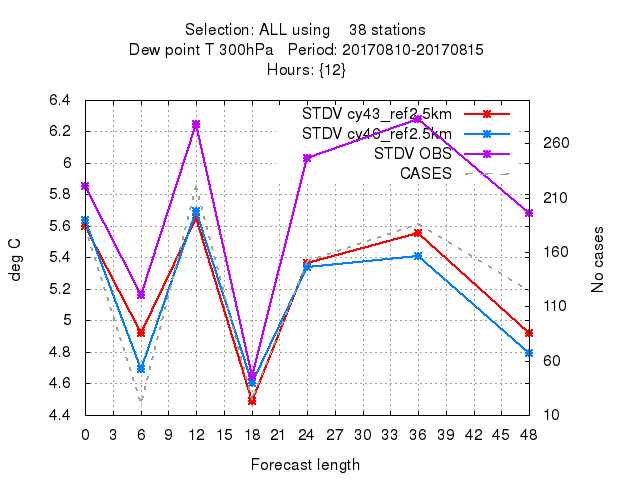 Selection: ALL using 38 stations
Dew point T 300hPa Period: 20170810-20170815
Hours: {12}
STDV cy43_ref2.5km
STDV cy46_ref2.5km
STDV OBS
CASES
6.4
6.2
6
5.8
5.6
5.4
5.2
5
4.8
4.6
4.4
260
210
160
110
60
10
deg C
No cases
0 3 6 9 12 15 18 21 24 27 30 33 36 39 42 45 48
Forecast length